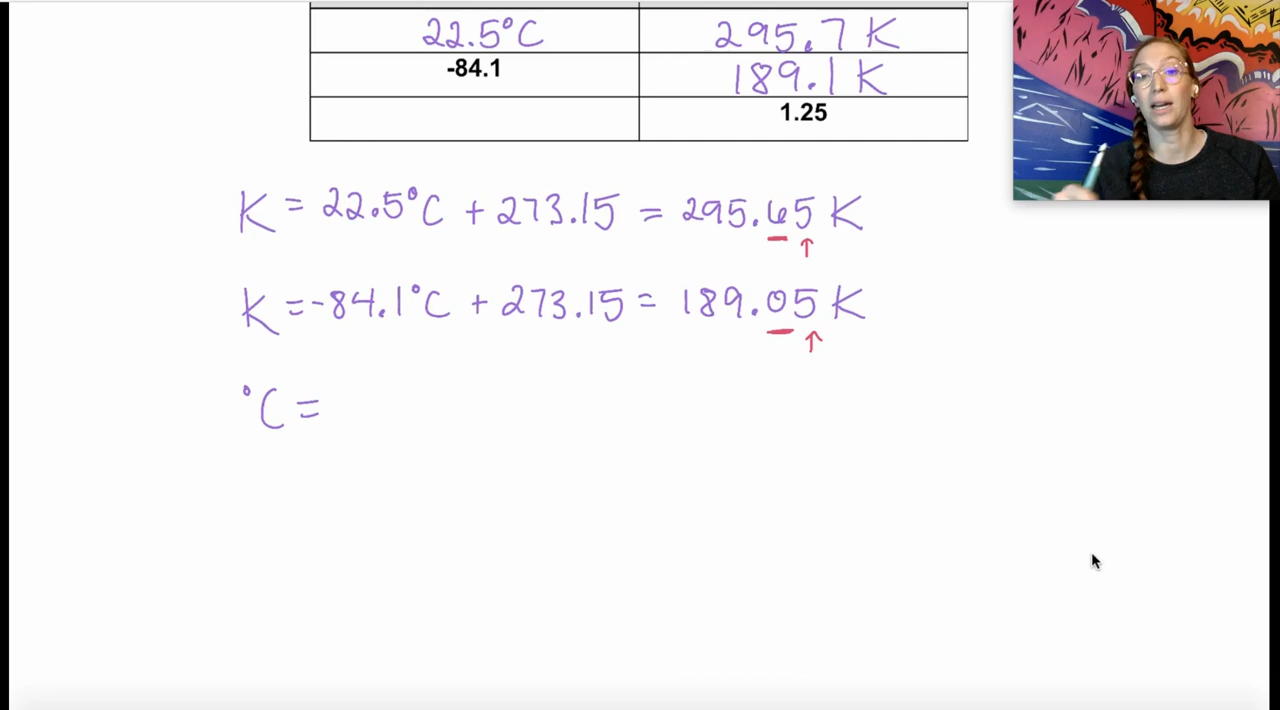 22.5°C 295.7 K
-84.1 189.1 K
1.25
K = 22.5°C + 273.15 = 295.65 K
↑
K = -84.1°C + 273.15 = 189.05 K
↑
°C =